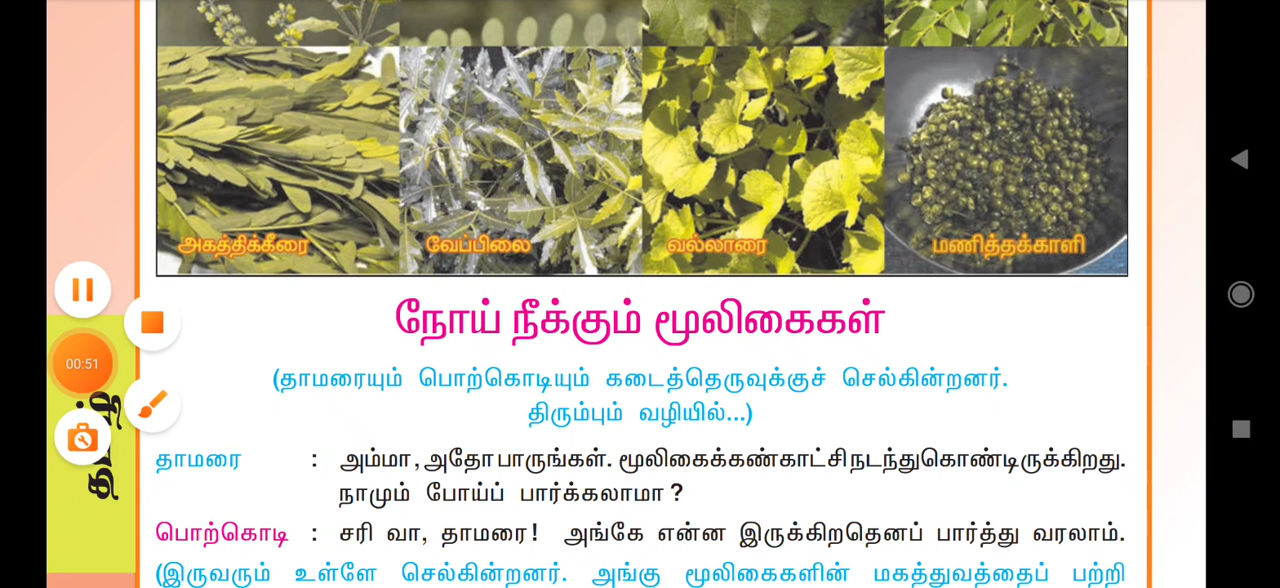 அகத்திக்கீரை
வேப்பிலை
வல்லாரை
மணித்தக்காளி
நோய் நீக்கும் மூலிகைகள்
(தாமரையும் பொற்கொடியும் கடைத்தெருவுக்குச் செல்கின்றனர்.
திரும்பும் வழியில்...)
தாமரை : அம்மா, அதோ பாருங்கள். மூலிகைக்கண்காட்சி நடந்துகொண்டிருக்கிறது.
நாமும் போய்ப் பார்க்கலாமா?
பொற்கொடி : சரி வா, தாமரை! அங்கே என்ன இருக்கிறதெனப் பார்த்து வரலாம்.
(இருவரும் உள்ளே செல்கின்றனர். அங்கு மூலிகைகளின் மகத்துவத்தைப் பற்றி
00:51